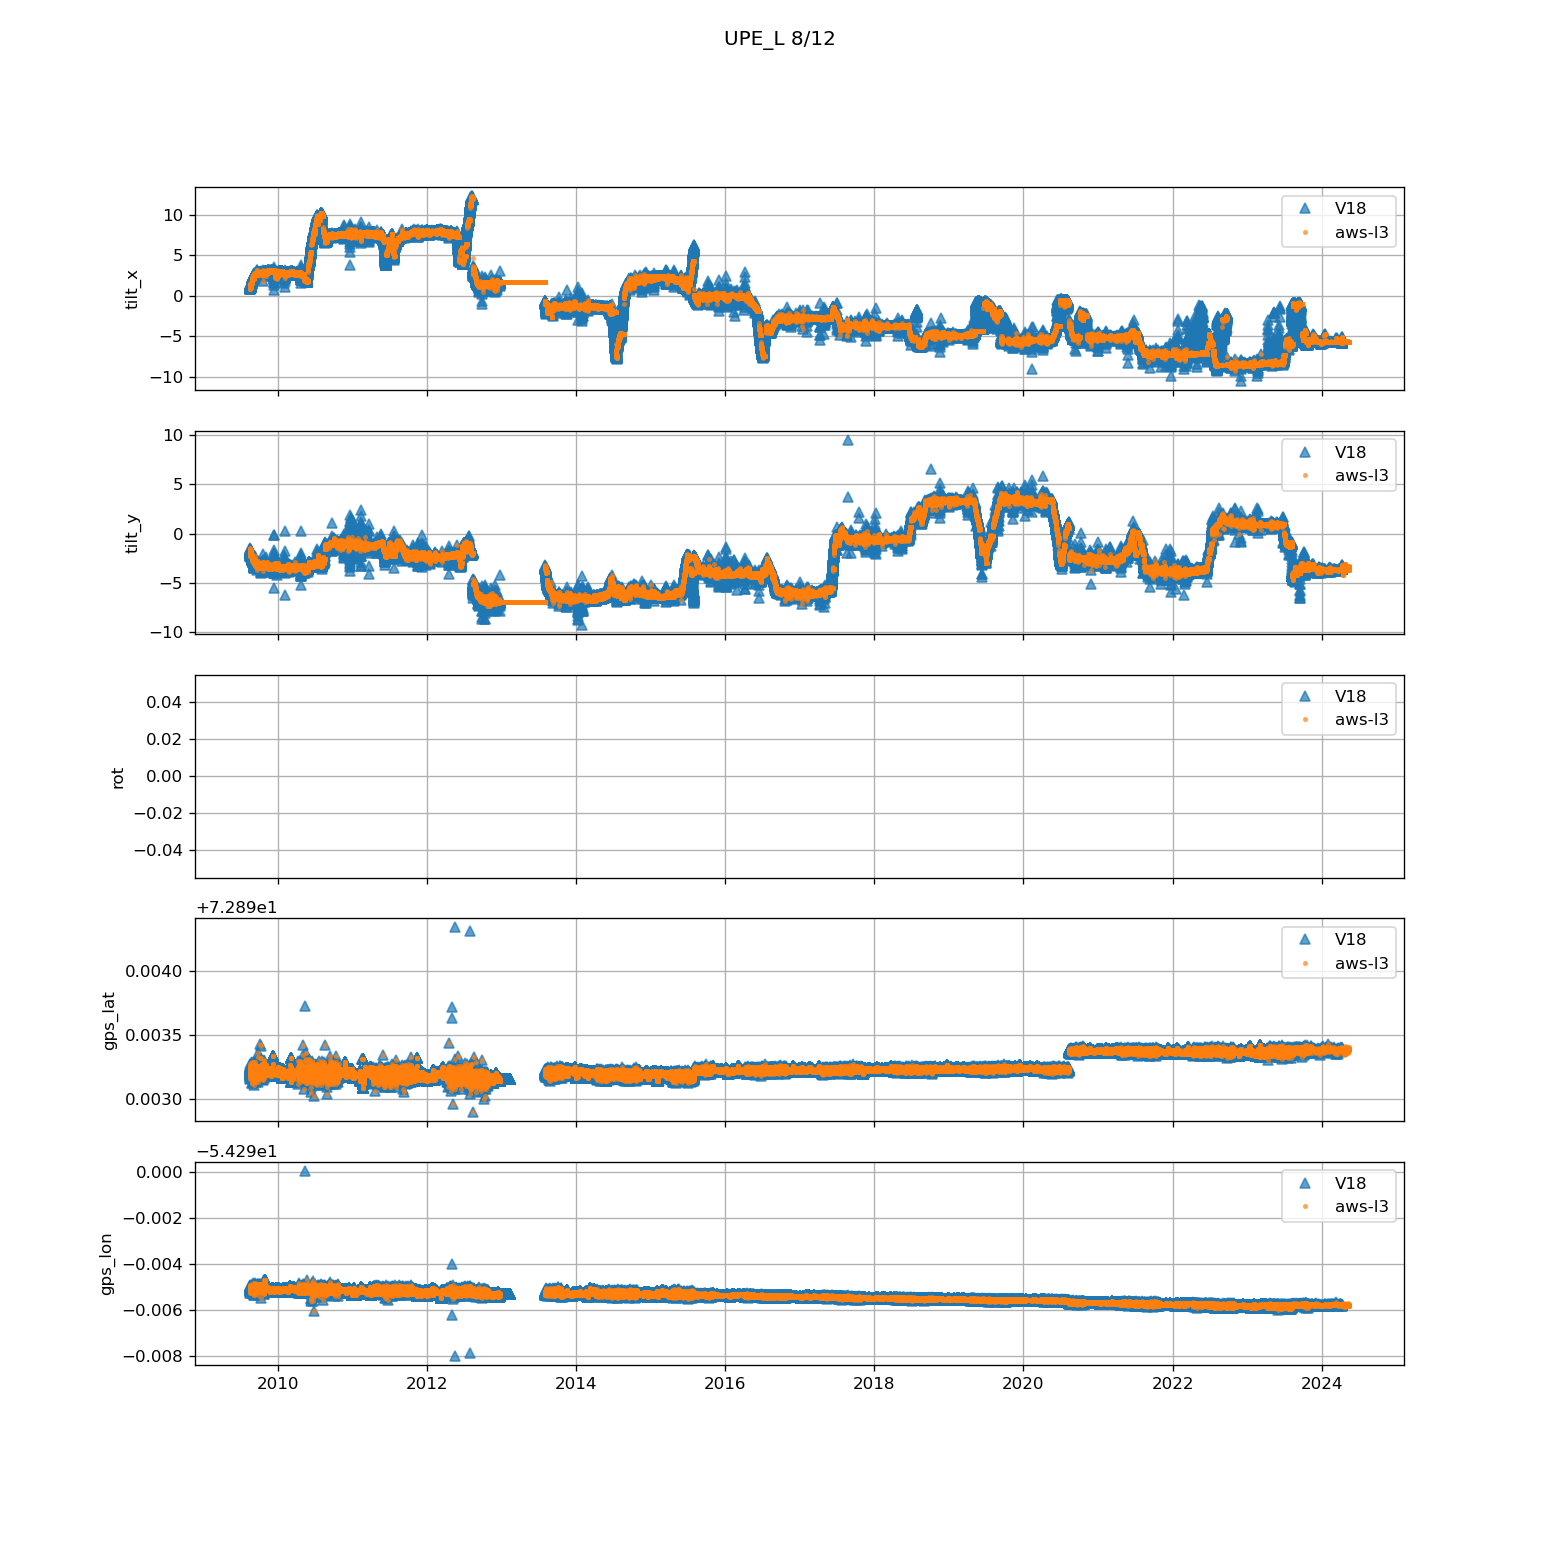 UPE_L 8/12
10
5
0
−5
−10
tilt_x
V18
aws-l3
10
5
0
−5
−10
tilt_y
V18
aws-l3
0.04
0.02
0.00
−0.02
−0.04
rot
V18
aws-l3
+7.289e1
0.0040
0.0035
0.0030
gps_lat
V18
aws-l3
−5.429e1
0.000
−0.002
−0.004
−0.006
−0.008
gps_lon
V18
aws-l3
2010 2012 2014 2016 2018 2020 2022 2024